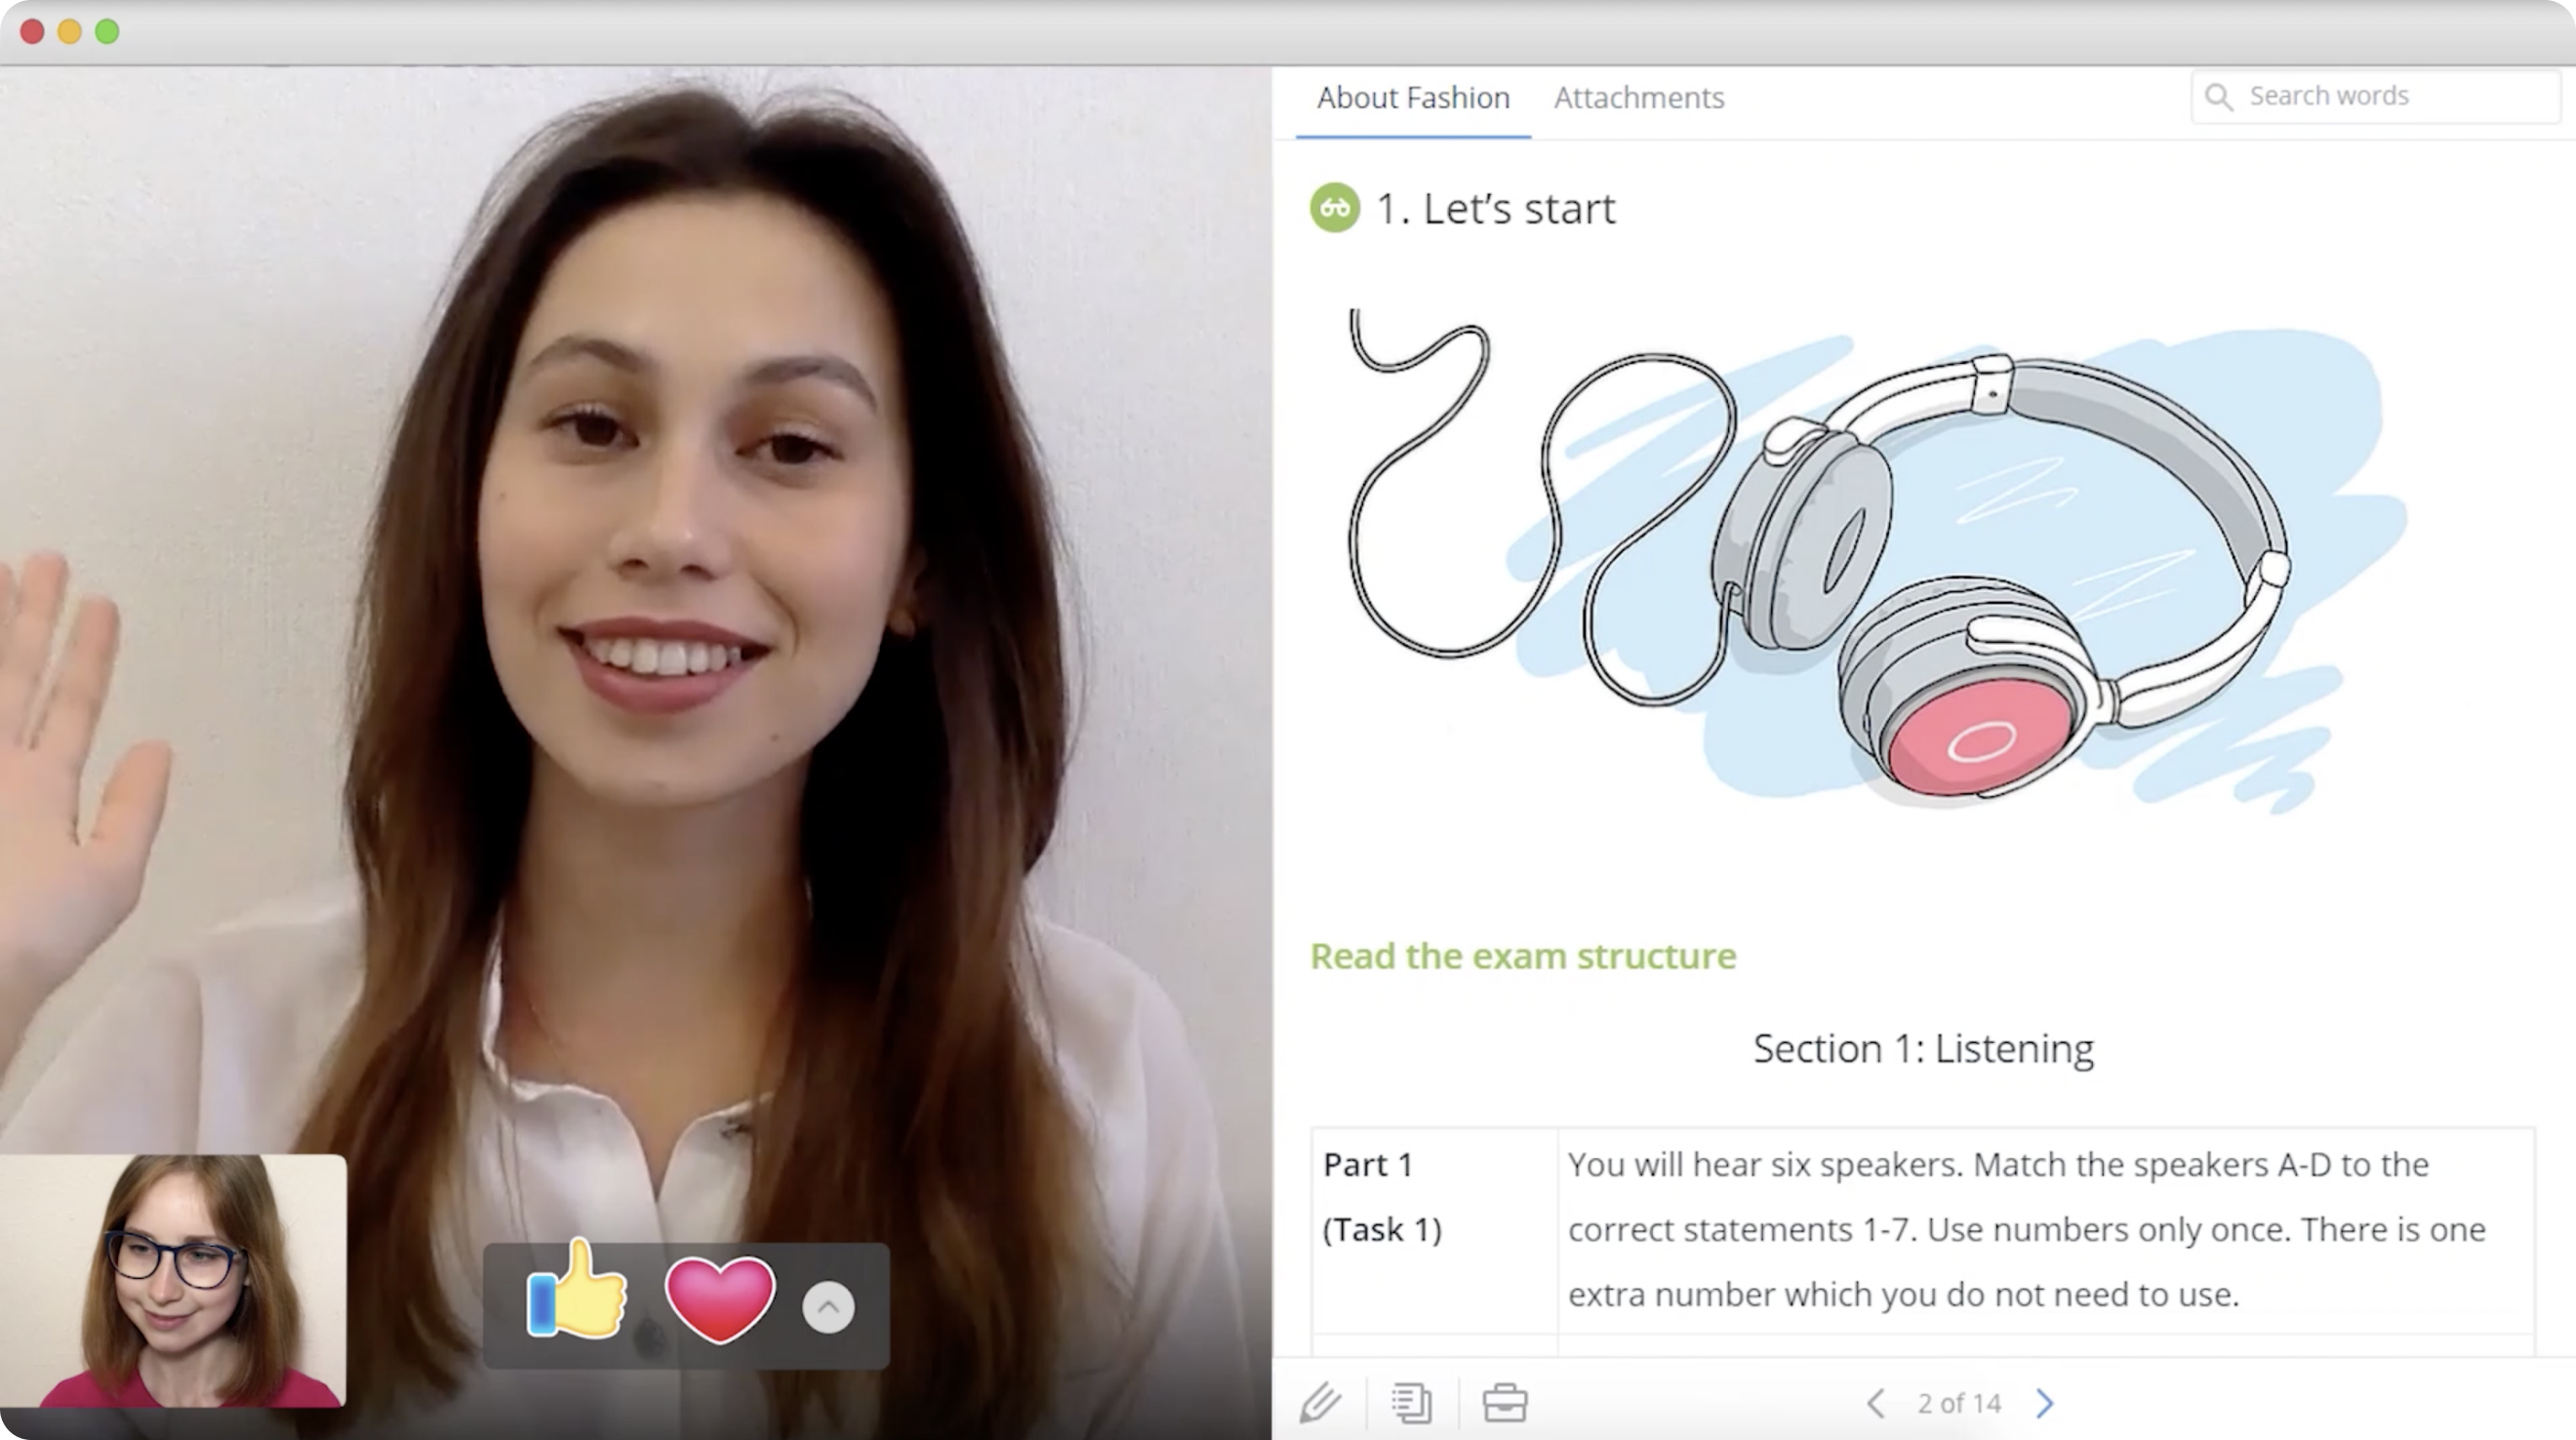 About Fashion
Attachments
Search words
1. Let’s start
Read the exam structure
Section 1: Listening
Part 1
(Task 1)
You will hear six speakers. Match the speakers A-D to the
correct statements 1-7. Use numbers only once. There is one
extra number which you do not need to use.
2 of 14